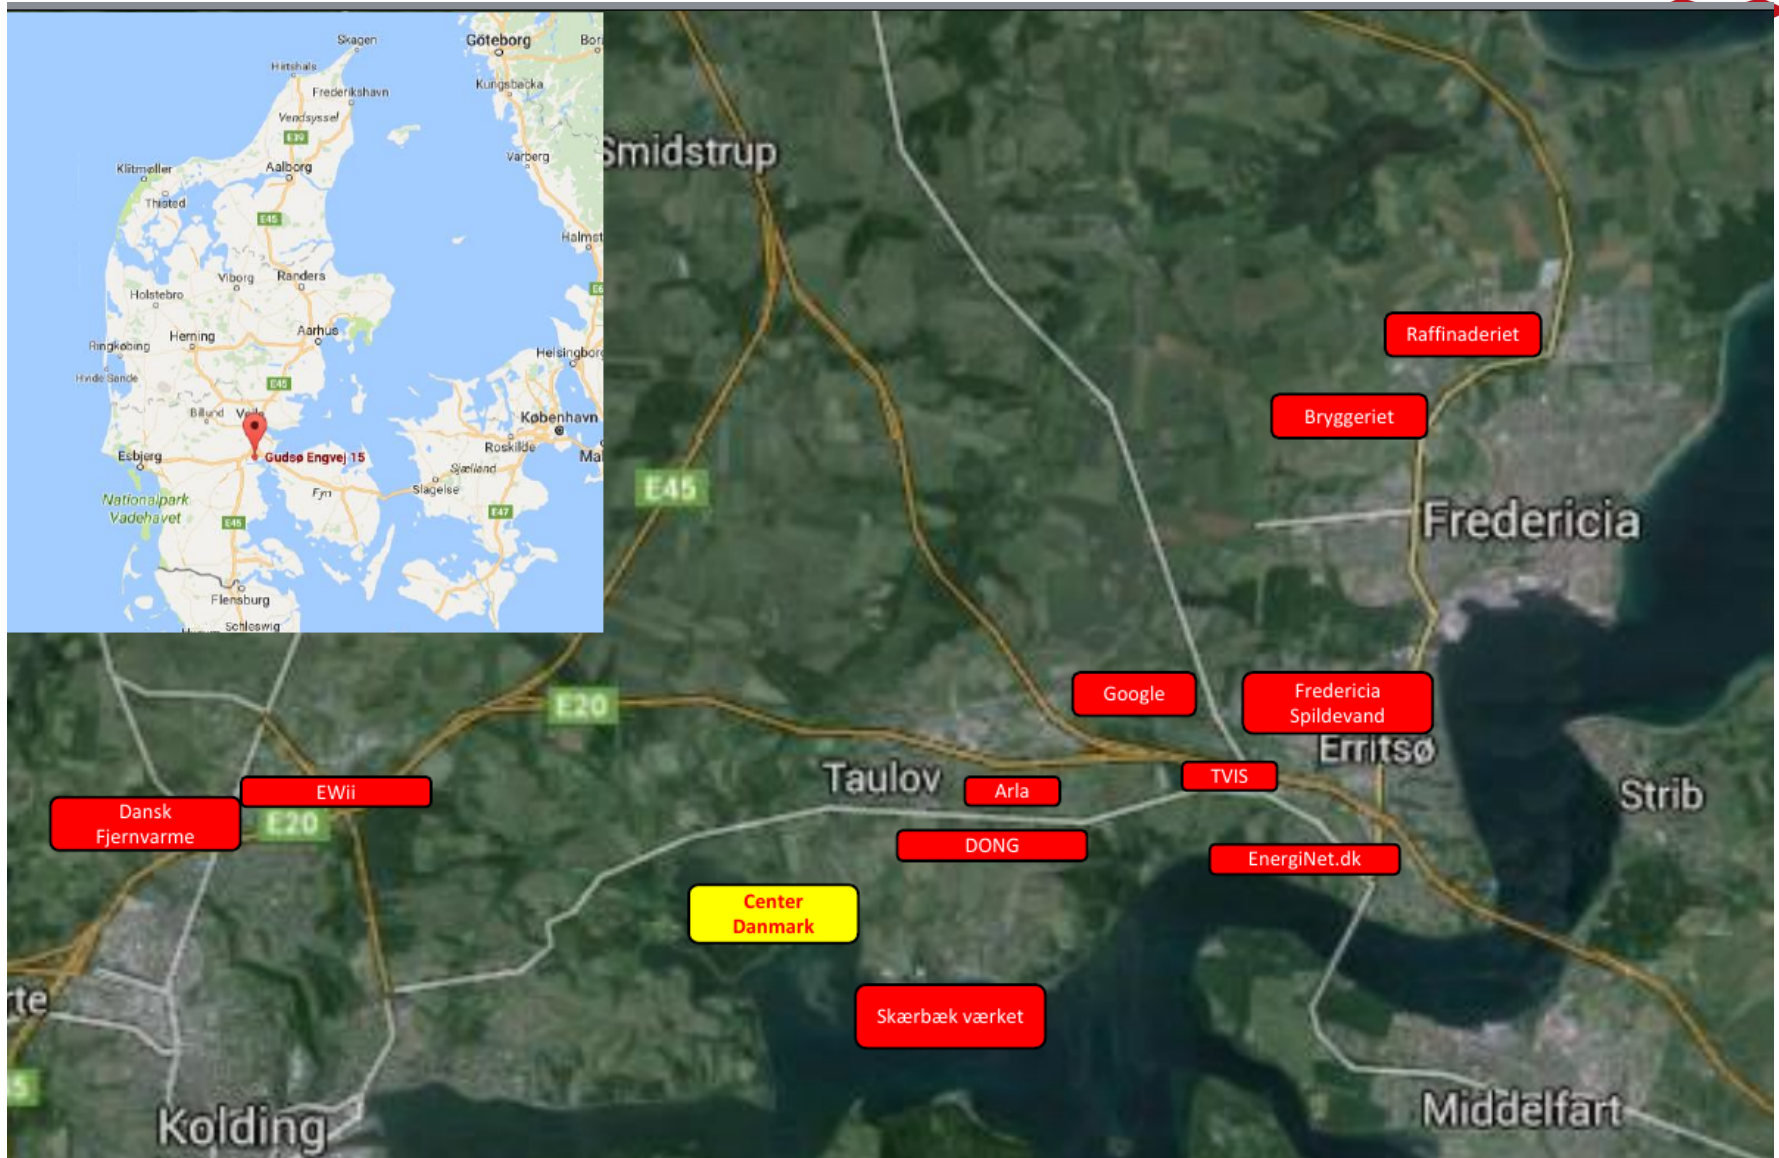 Skagen
Göteborg
Hirtshals
Kungsbacka
Frederikshavn
Vendsyssel
E39
Smidstrup
Varberg
Klitmøller
Aalborg
Thisted
E45
Halmst
Viborg
Randers
Holstebro
Aarhus
Herning
Ringkøbing
Raffinaderiet
Helsingborg
Hvide Sande
E45
Billund
København
Bryggeriet
Roskilde
Esbjerg
Gudsø Engvej 15
Sjælland
Fyn
Slagelse
E45
Nationalpark
Vadehavet
E47
E45
Fredericia
Flensburg
Schleswig
Google
Fredericia
Spildevand
E20
Erritsø
Taulov
TVIS
Arla
EWii
Strib
Dansk
Fjernvarme
E20
DONG
EnergiNet.dk
Center
Danmark
rte
Skærbæk værket
Kolding
Middelfart